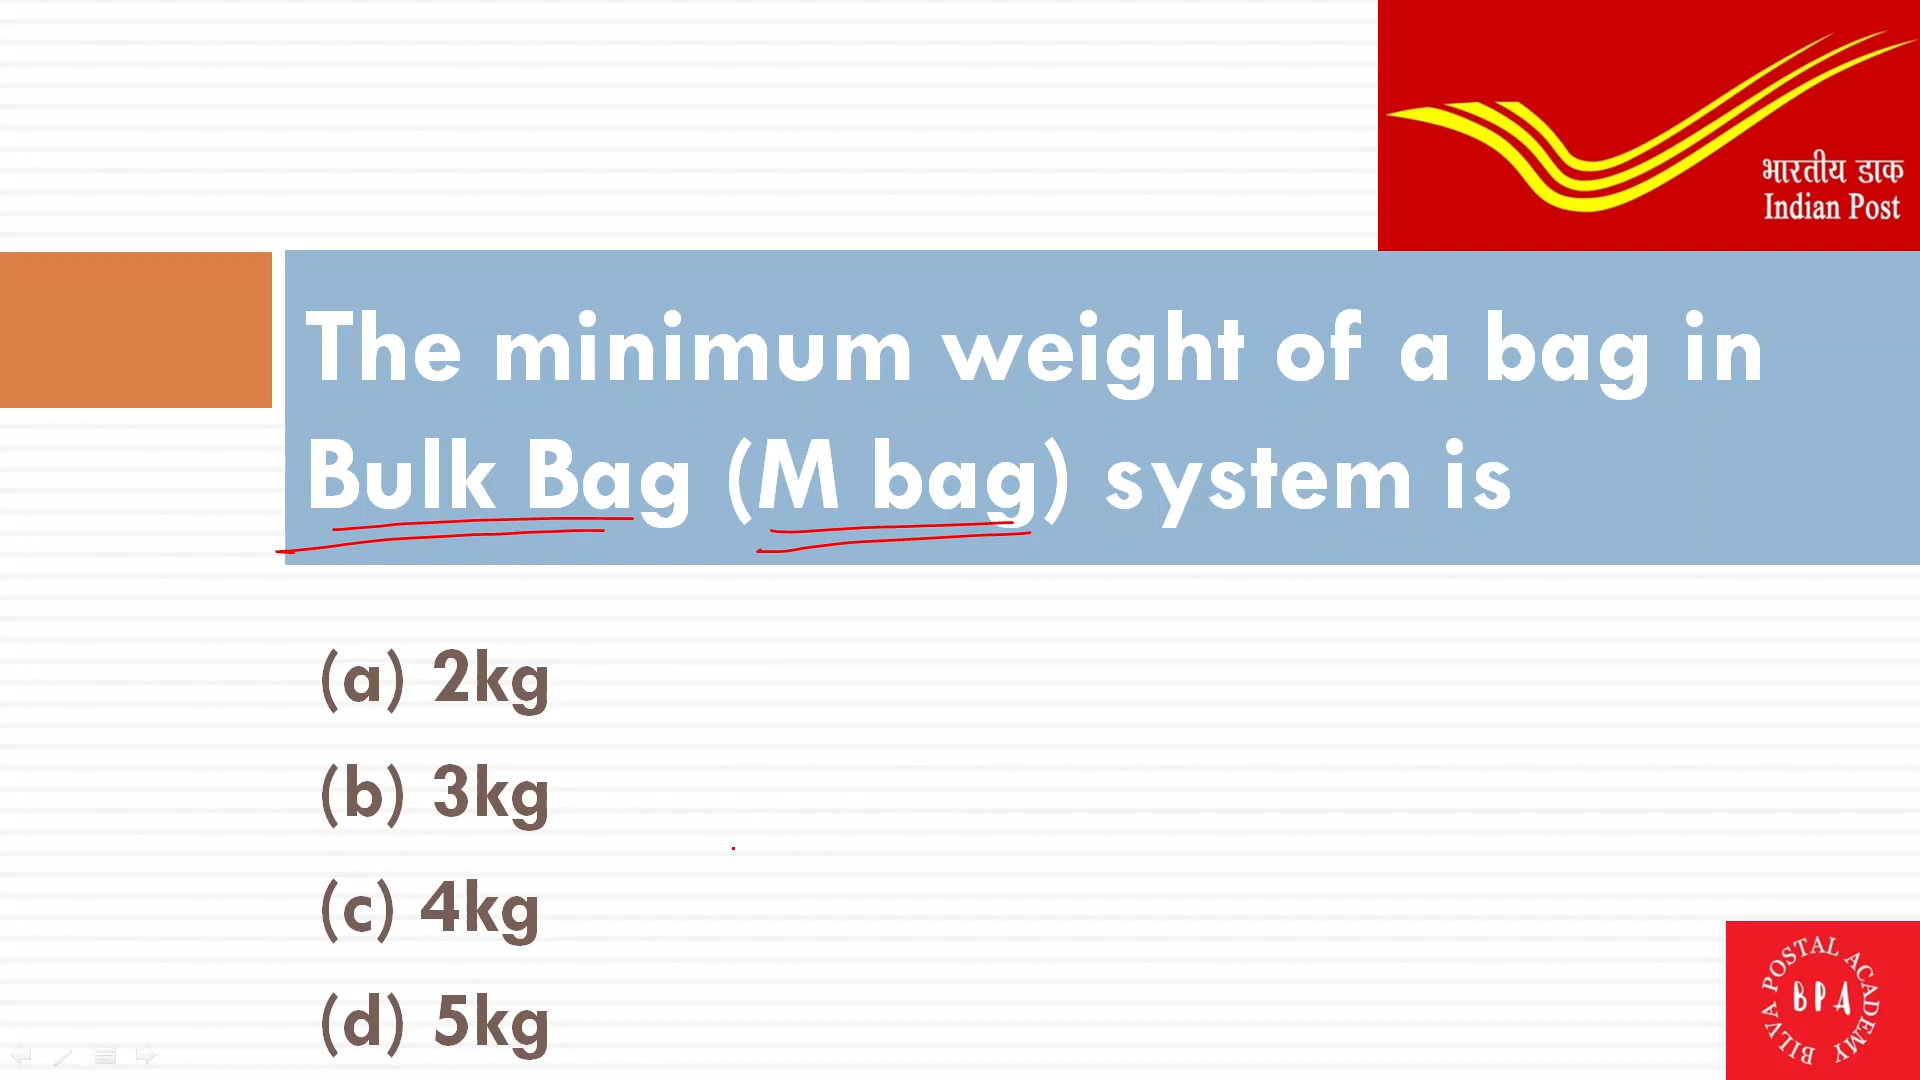 भारतीय डाक
Indian Post
The minimum weight of a bag in
Bulk Bag (M bag) system is
(a) 2kg
(b) 3kg
(c) 4kg
(d) 5kg
BILVA POSTAL ACADEMY
BPA